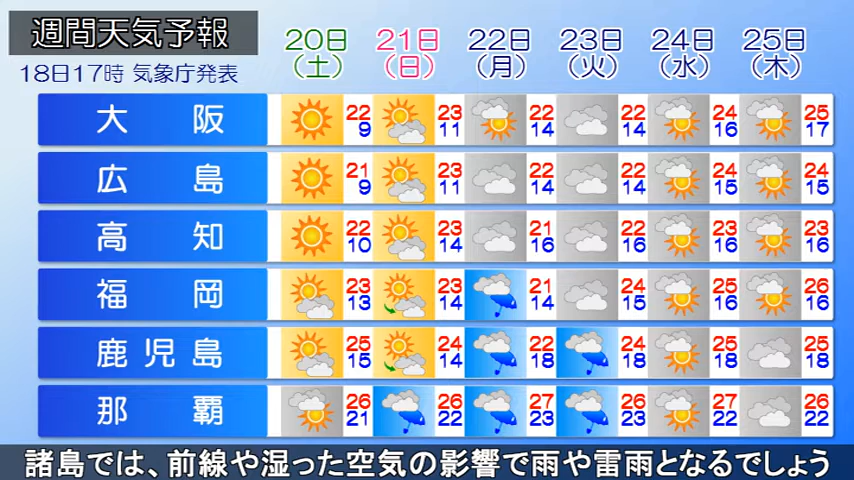 週間天気予報
18日17時 気象庁発表
20日 21日 22日 23日 24日 25日
(土) (日) (月) (火) (水) (木)
大阪 22 9 23 11 22 14 22 14 24 16 25 17
広島 21 9 23 11 22 14 22 14 24 15 24 15
高知 22 10 23 14 21 16 22 16 23 16 23 16
福岡 23 13 23 14 21 14 24 15 25 16 26 16
鹿児島 25 15 24 14 22 18 24 18 25 18 25 18
那覇 26 21 26 22 27 23 26 23 27 22 26 22
諸島では、前線や湿った空気の影響で雨や雷雨となるでしょう